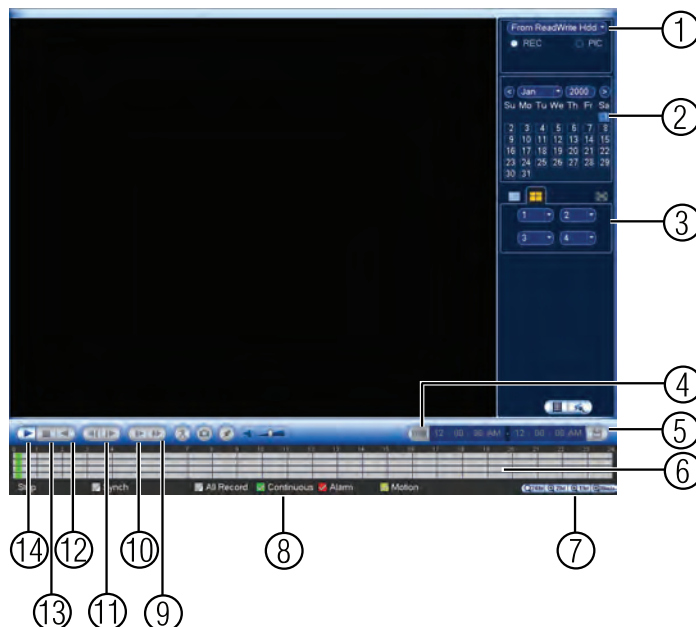 From ReadWrite Hdd
REC PIC
Jan 2000
Su Mo Tu We Th Fr Sa
1
2 3 4 5 6 7 8
9 10 11 12 13 14 15
16 17 18 19 20 21 22
23 24 25 26 27 28 29
30 31
1 2
3 4
12 : 00 : 00 AM - 12 : 00 : 00 AM
Stop Synch All Record Continuous Alarm Motion
1
2
3
4
5
6
7
8
9
10
11
12
13
14